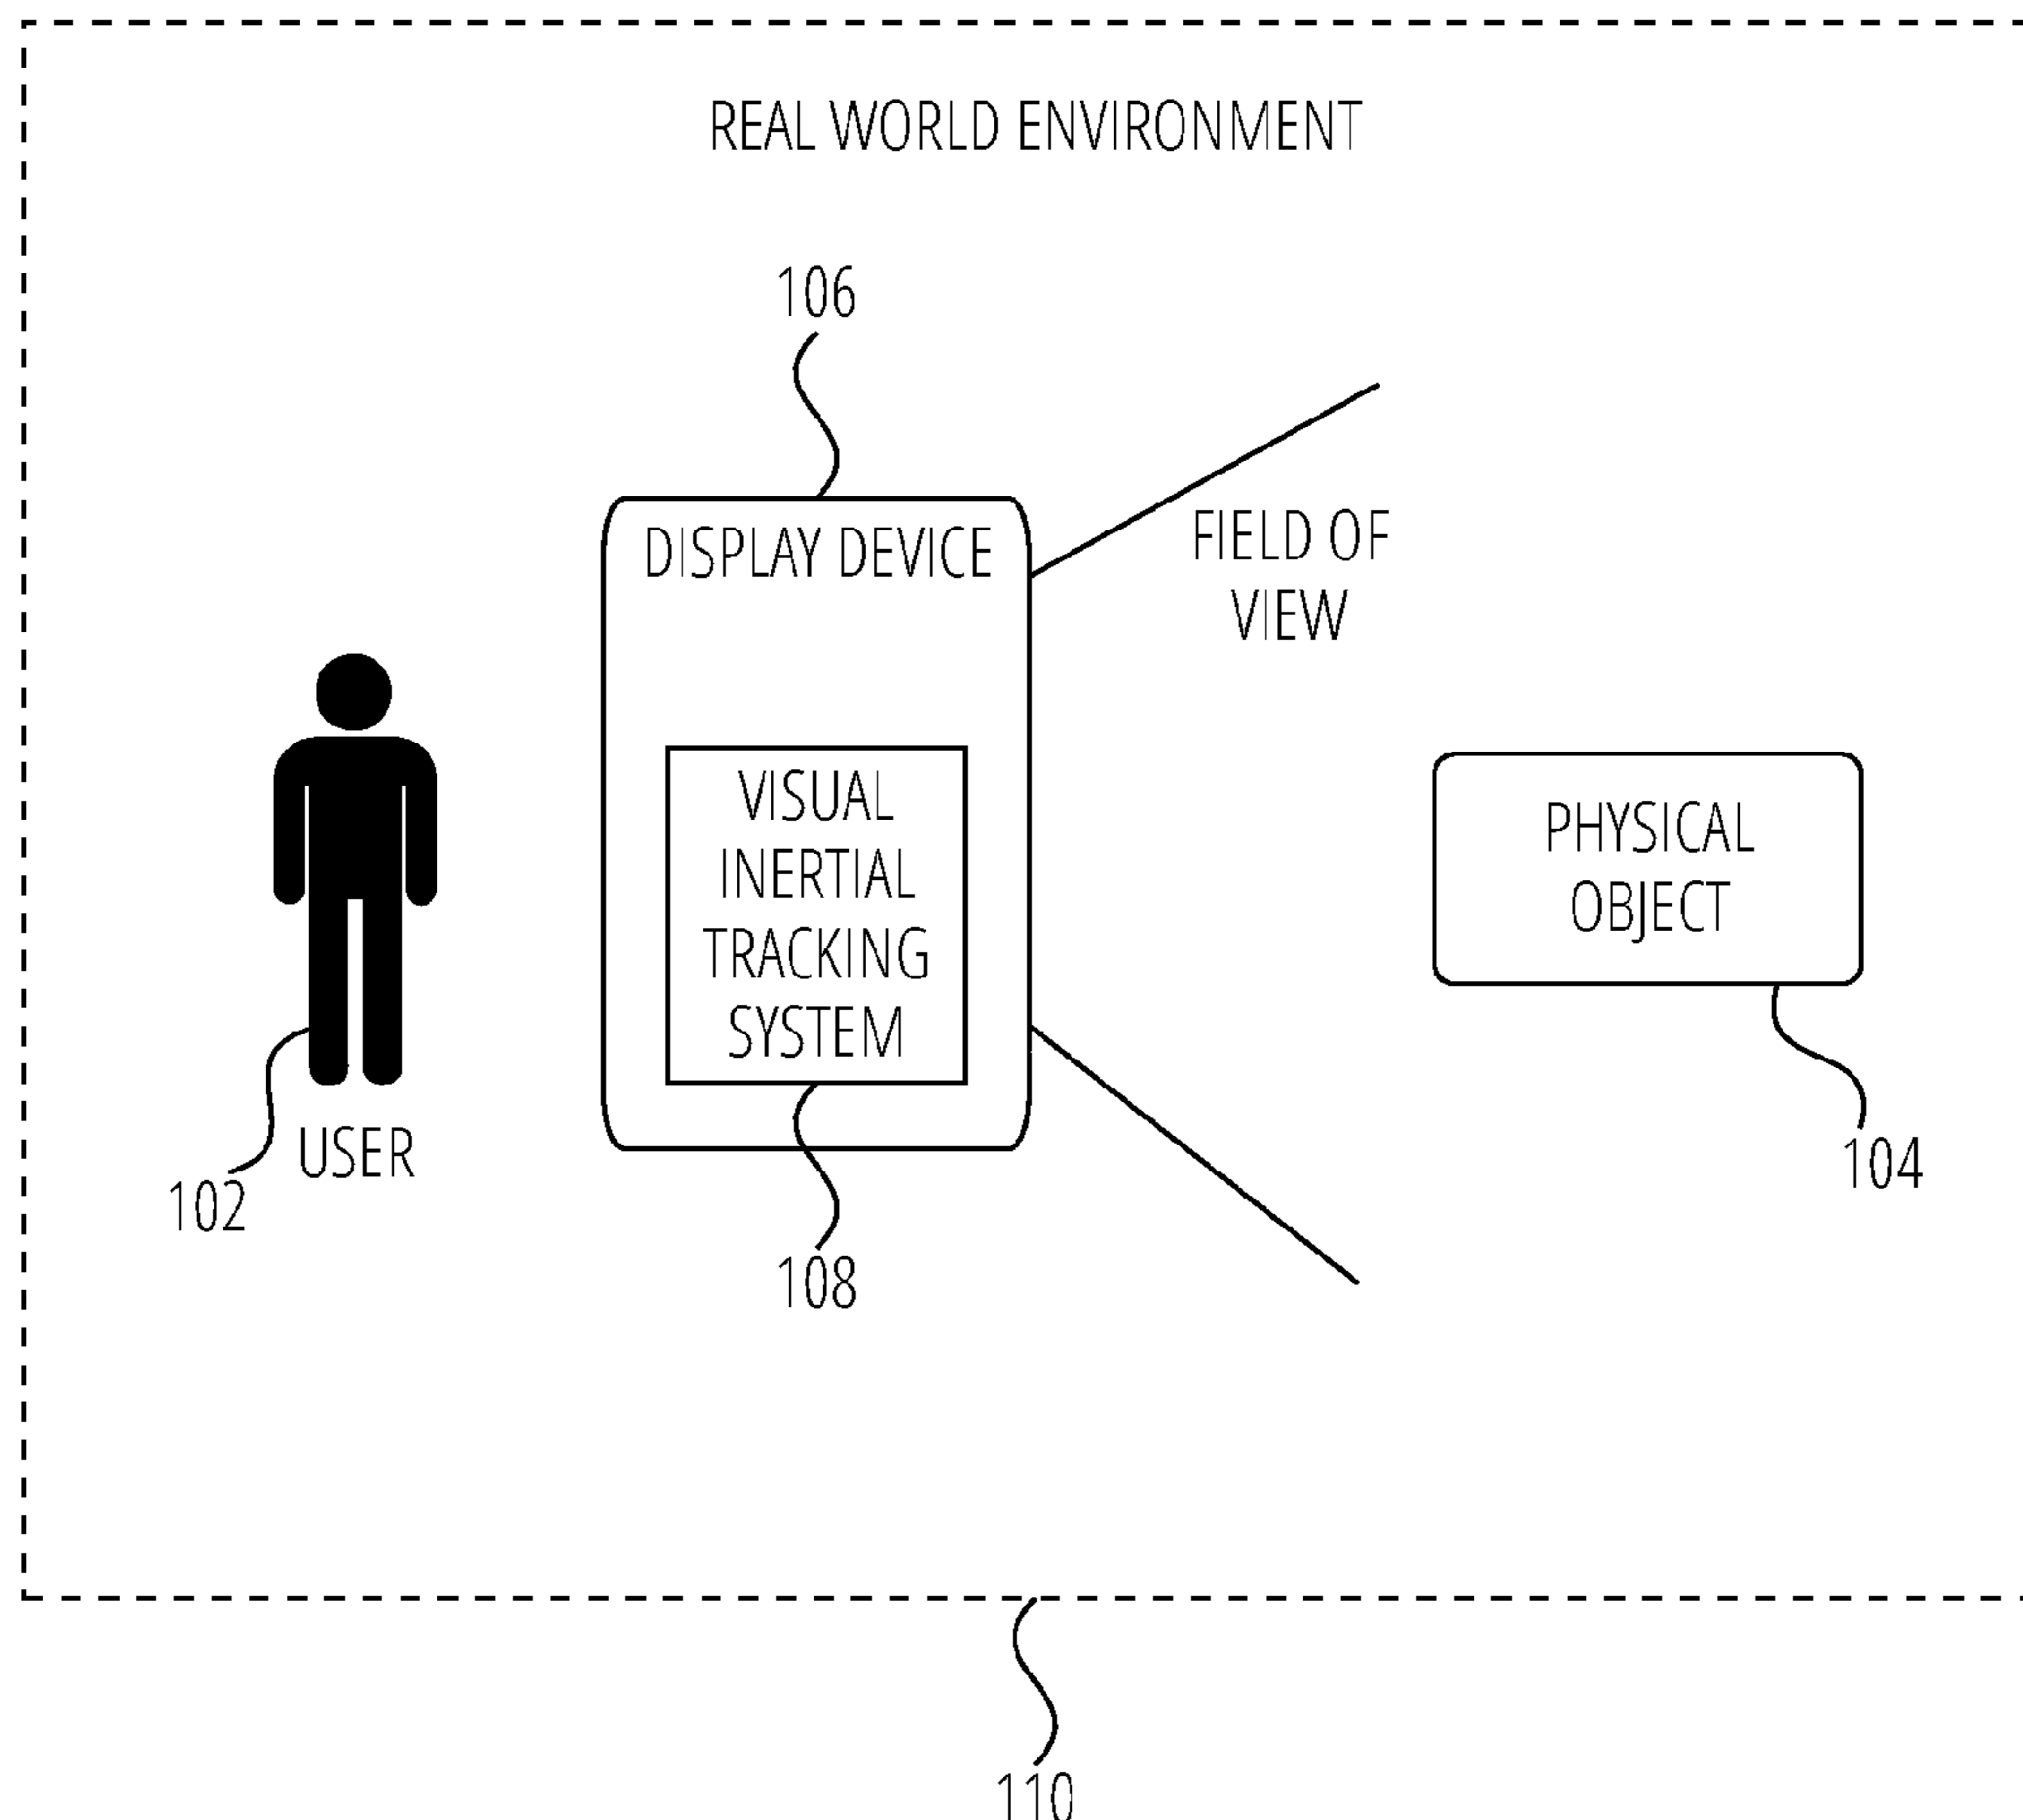 REAL WORLD ENVIRONMENT
106
DISPLAY DEVICE
FIELD OF
VIEW
VISUAL
INERTIAL
TRACKING
SYSTEM
PHYSICAL
OBJECT
USER
102
104
108
110